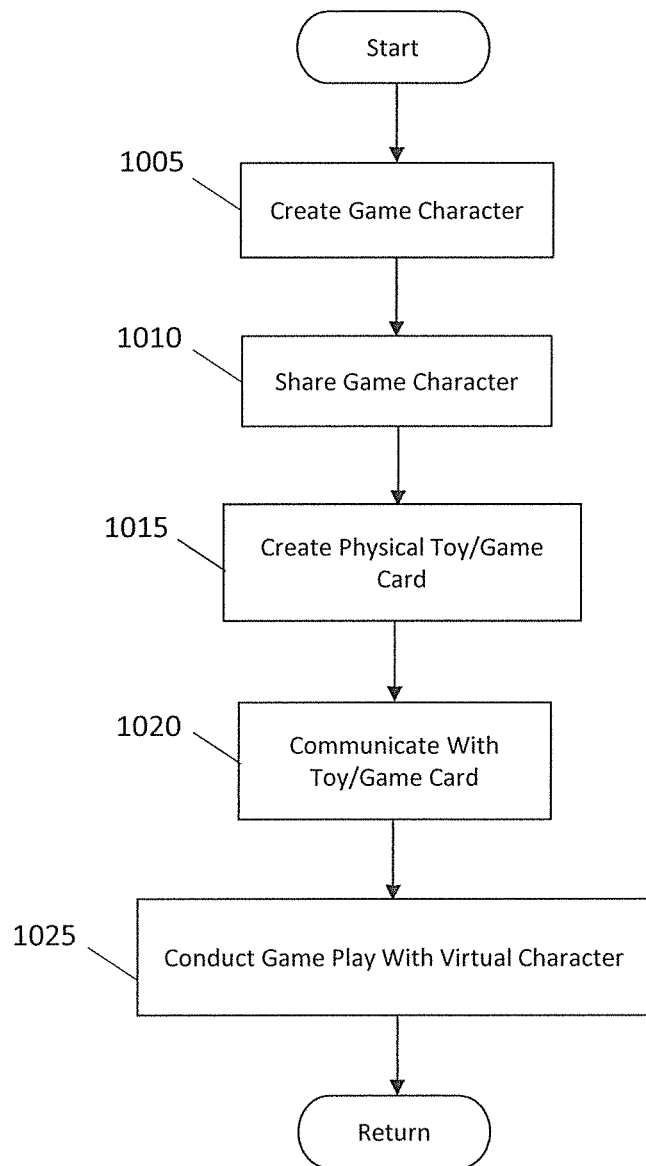 Start
1005
Create Game Character
1010
Share Game Character
1015
Create Physical Toy/Game
Card
1020
Communicate With
Toy/Game Card
1025
Conduct Game Play With Virtual Character
Return